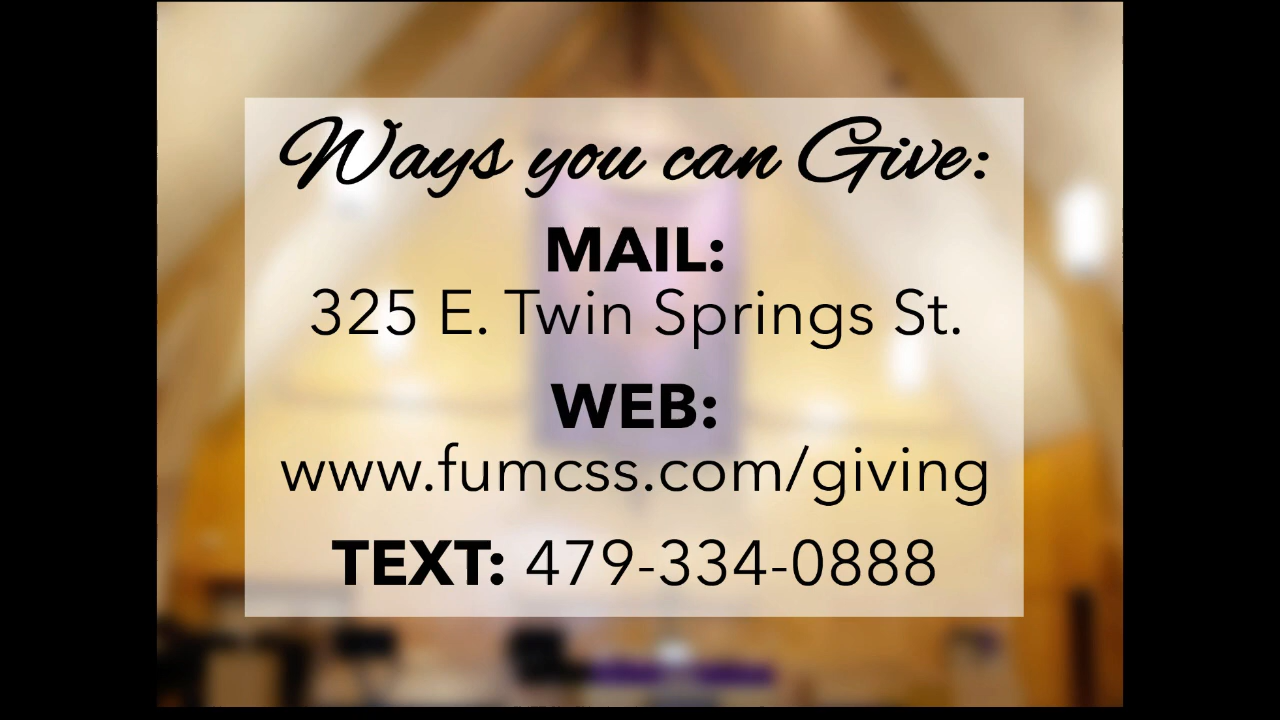 Ways you can Give:
MAIL:
325 E. Twin Springs St.
WEB:
www.fumcss.com/giving
TEXT: 479-334-0888